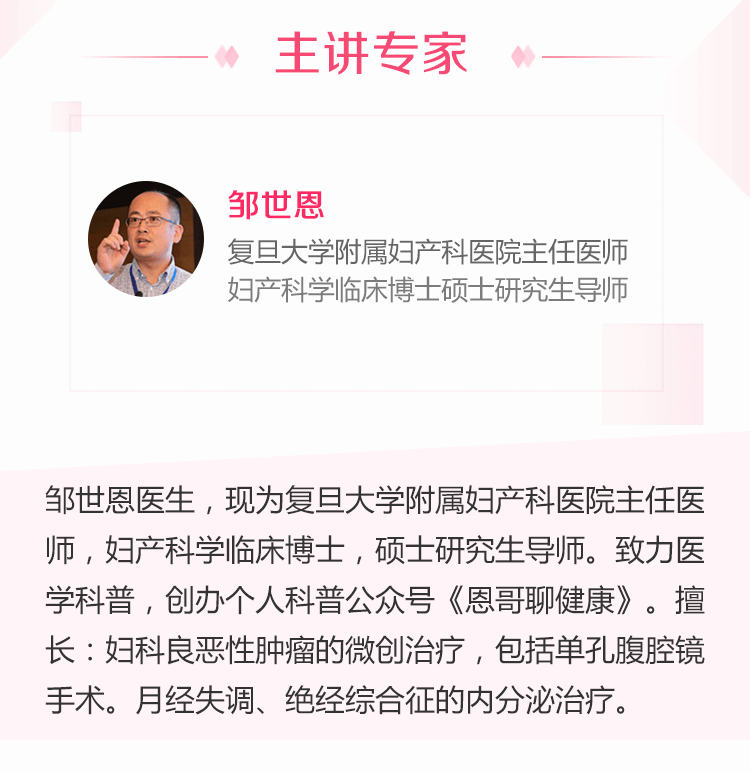 主讲专家
邹世恩
复旦大学附属妇产科医院主任医师
妇产科学临床博士硕士研究生导师
邹世恩医生，现为复旦大学附属妇产科医院主任医
师，妇产科学临床博士，硕士研究生导师。致力医
学科普，创办个人科普公众号《恩哥聊健康》。擅
长：妇科良恶性肿瘤的微创治疗，包括单孔腹腔镜
手术。月经失调、绝经综合征的内分泌治疗。